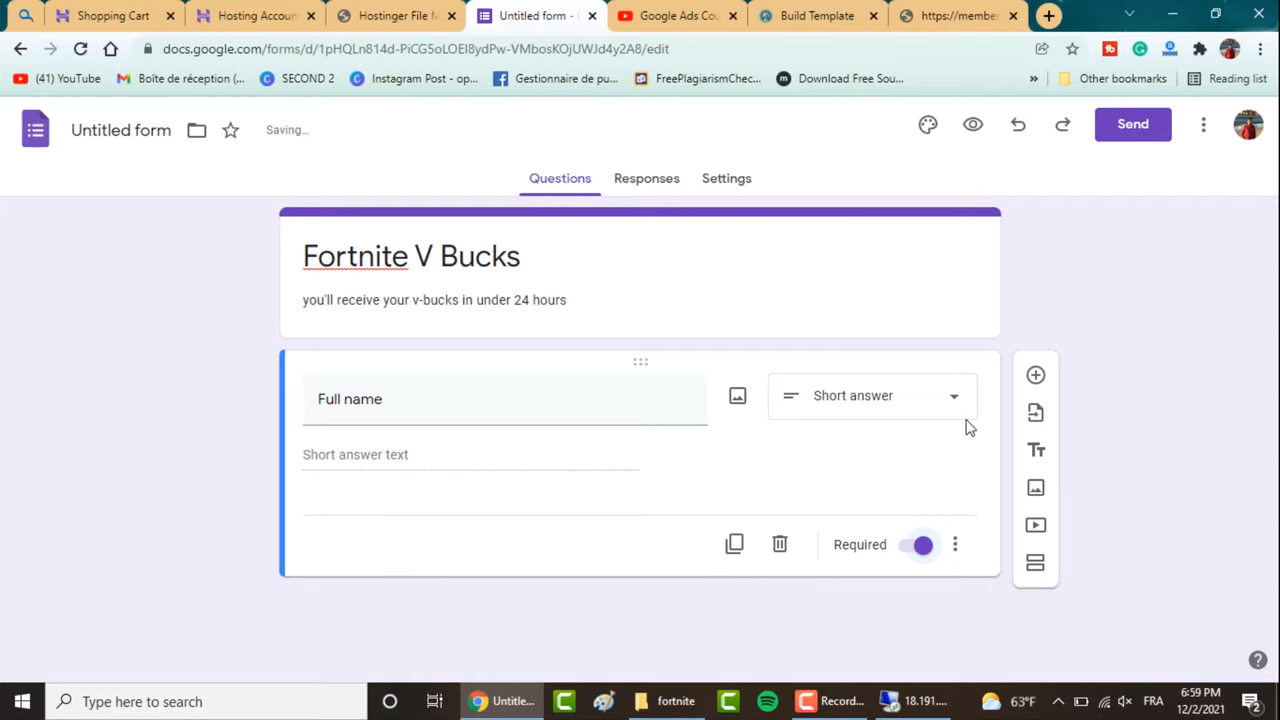 Shopping Cart
Hosting Accoun
Hostinger File M
Untitled form -
Google Ads Cou
Build Template
https://member
docs.google.com/forms/d/1pHQLn814d-PiCG5oLOEI8ydPw-VMbosKOjUWJd4y2A8/edit
(41) YouTube
Boîte de réception (...
SECOND 2
Instagram Post - op...
Gestionnaire de pu...
FreePlagiarismChec...
Download Free Sou...
»
Other bookmarks
Reading list
Untitled form
Saving...
Send
Questions
Responses
Settings
Fortnite V Bucks
you'll receive your v-bucks in under 24 hours
Full name
Short answer
Short answer text
Required
Type here to search
Untitle...
fortnite
Record...
18.191....
63°F
FRA
6:59 PM
12/2/2021
2